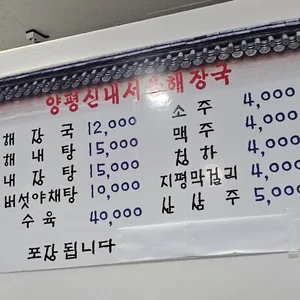 양평신내서울해장국
해장국 12,000
해내탕 15,000
내장탕 15,000
버섯야채탕 10,000
수육 40,000
포장됩니다
소주 4,000
맥주 4,000
청하 4,000
지평막걸리 4,000
산삼주 5,000